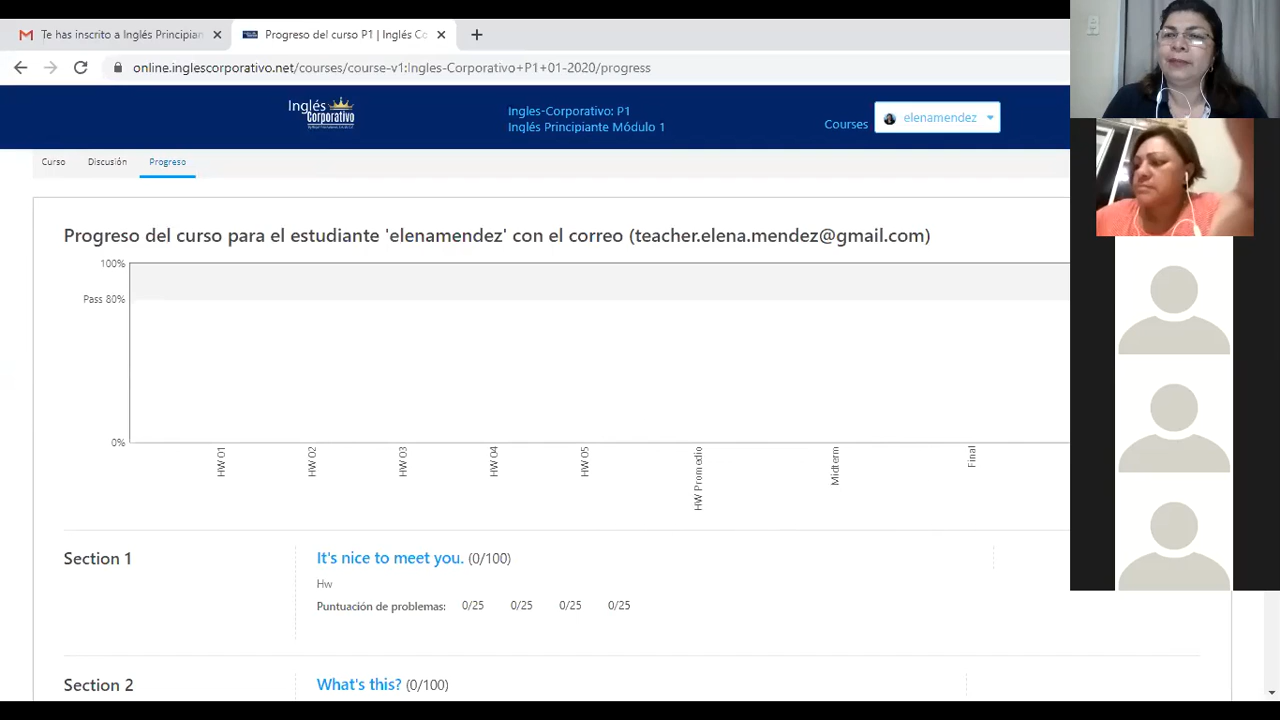 Te has inscrito a Inglés Principian
Progreso del curso P1 | Inglés Co
online.inglescorporativo.net/courses/course-v1:Ingles-Corporativo+P1+01-2020/progress
Inglés
Corporativo
Ingles-Corporativo: P1
Inglés Principiante Módulo 1
Courses
elenamendez
Curso
Discusión
Progreso
Progreso del curso para el estudiante 'elenamendez' con el correo (teacher.elena.mendez@gmail.com)
100%
Pass 80%
0%
HW 01
HW 02
HW 03
HW 04
HW 05
HW Promedio
Midterm
Final
Section 1
It's nice to meet you. (0/100)
Hw
Puntuación de problemas: 0/25 0/25 0/25 0/25
Section 2
What's this? (0/100)